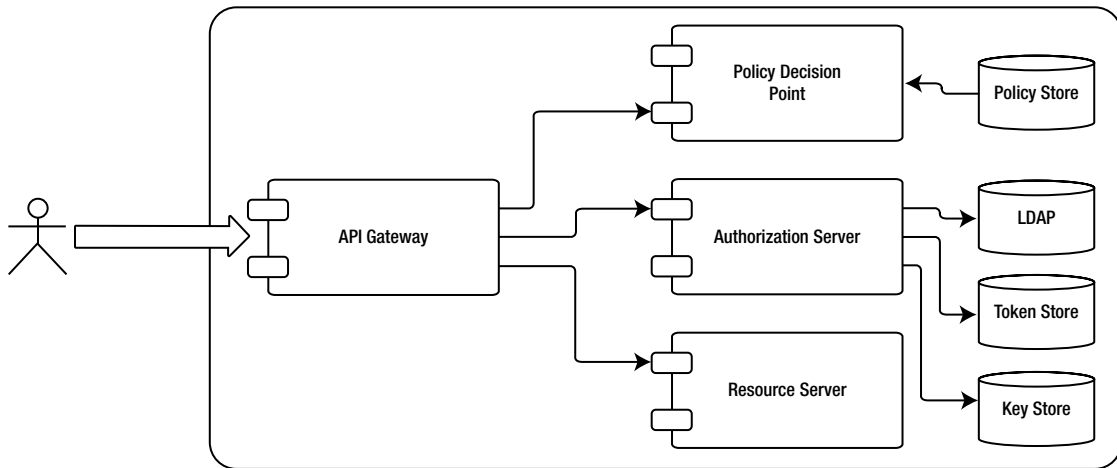 Policy Decision
Point
Policy Store
API Gateway
Authorization Server
LDAP
Token Store
Resource Server
Key Store